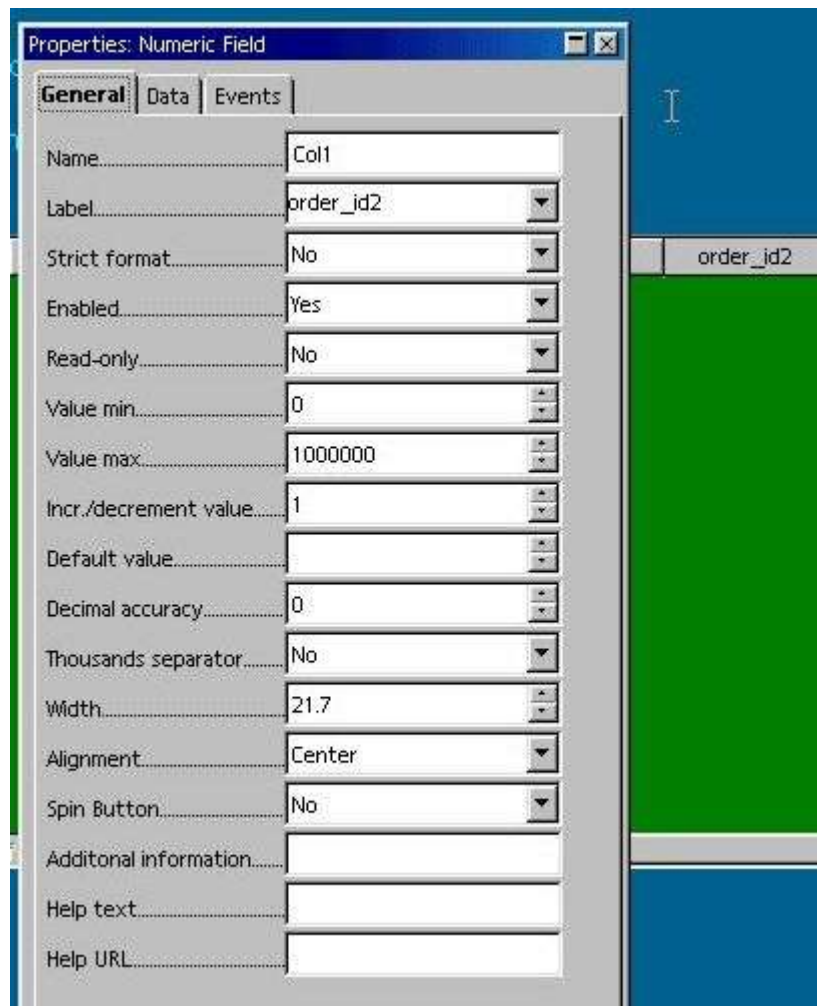 Properties: Numeric Field
General Data Events
Name Col1
Label order_id2
Strict format No
Enabled Yes
Read-only No
Value min 0
Value max 1000000
Incr./decrement value 1
Default value
Decimal accuracy 0
Thousands separator No
Width 21.7
Alignment Center
Spin Button No
Additonal information
Help text
Help URL
order_id2